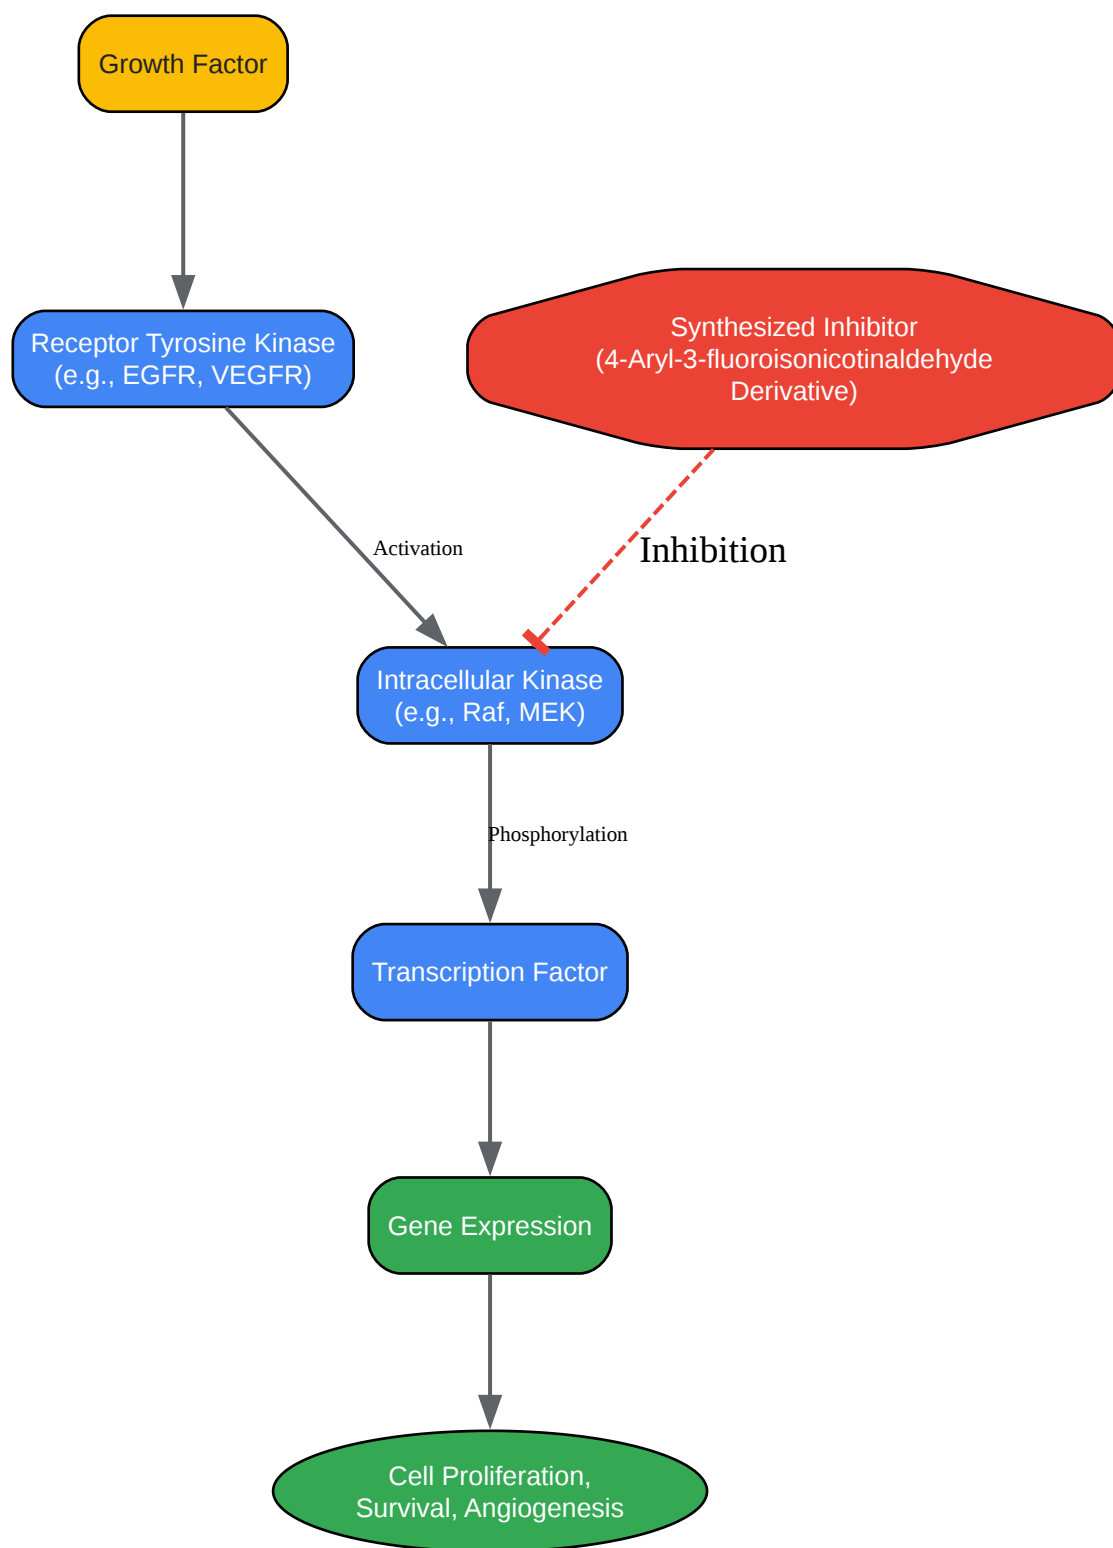 Growth Factor
Receptor Tyrosine Kinase
(e.g., EGFR, VEGFR)
Synthesized Inhibitor
(4-Aryl-3-fluoroisonicotinaldehyde
Derivative)
Activation
Inhibition
Intracellular Kinase
(e.g., Raf, MEK)
Phosphorylation
Transcription Factor
Gene Expression
Cell Proliferation,
Survival, Angiogenesis